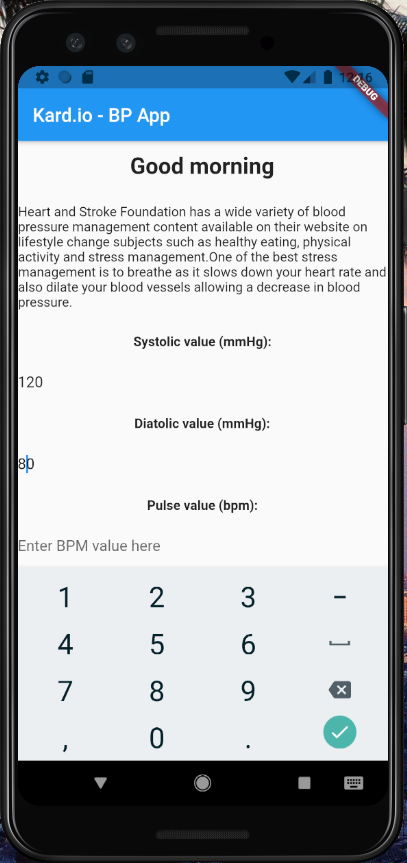 DEBUG
Kard.io - BP App
Good morning
Heart and Stroke Foundation has a wide variety of blood
pressure management content available on their website on
lifestyle change subjects such as healthy eating, physical
activity and stress management.One of the best stress
management is to breathe as it slows down your heart rate and
also dilate your blood vessels allowing a decrease in blood
pressure.
Systolic value (mmHg):
120
Diatolic value (mmHg):
80
Pulse value (bpm):
Enter BPM value here
1 2 3 -
4 5 6
7 8 9
, 0 .